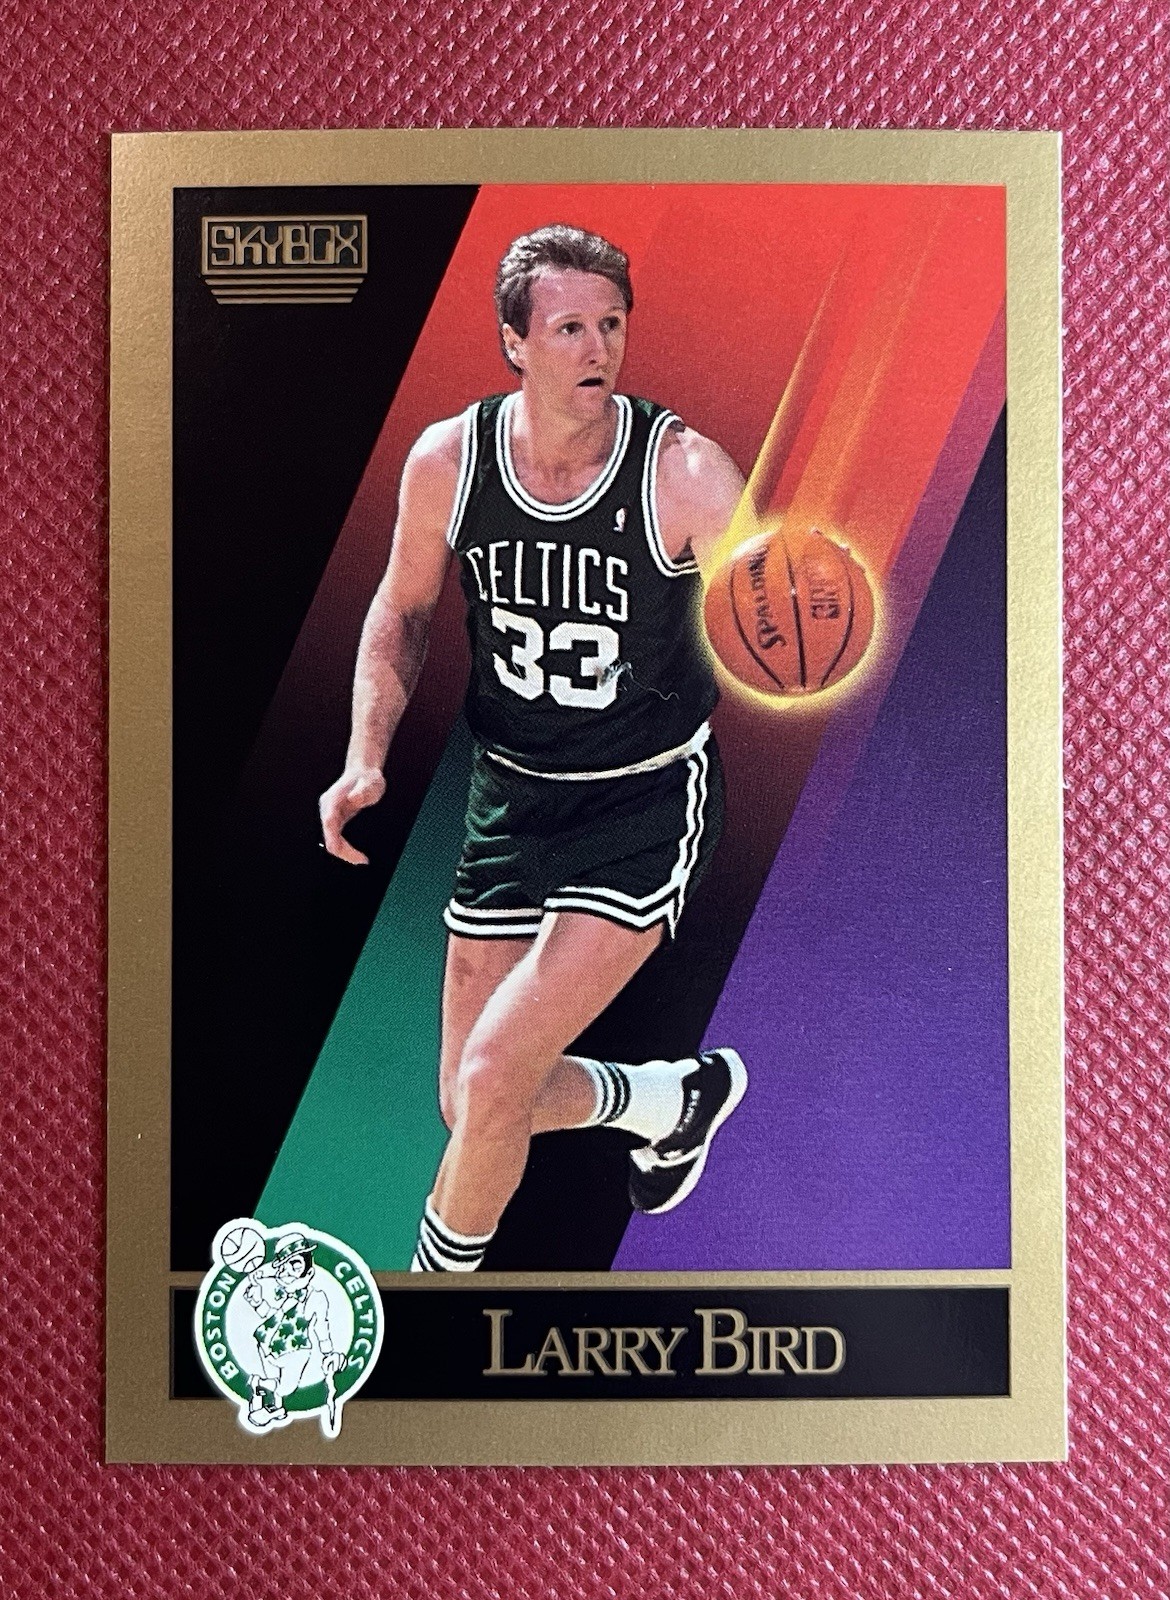 SKYBOX
CELTICS
33
SPALDING
BOSTON CELTICS
LARRY BIRD